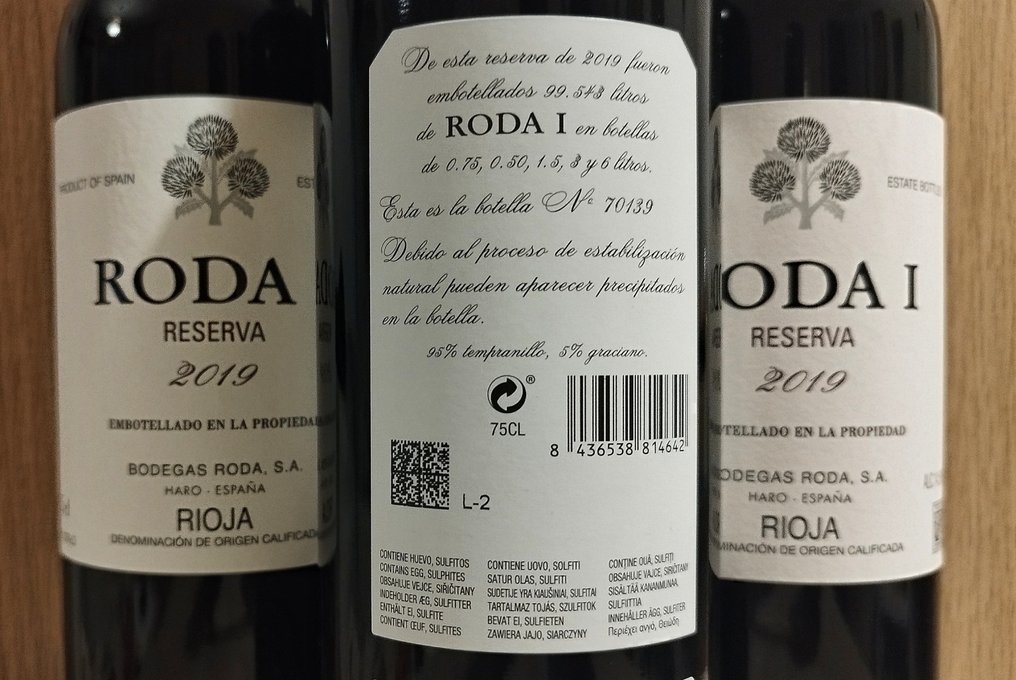 PRODUCT OF SPAIN
RODA
RESERVA
2019
EMBOTELLADO EN LA
BODEGAS RODA, S.A.
HARO - ESPAÑA
RIOJA
DENOMINACIÓN DE ORIGEN CALIFICADA
De esta reserva de 2019 fueron
embotellados 99.543 litros
de RODA I en botellas
de 0.75, 0.50, 1.5, 3 y 6 litros.
Esta es la botella Nº 70139
Debido al proceso de estabilización
natural pueden aparecer precipitados
en la botella.
95% tempranillo, 5% graciano.
®
75CL
8 436538 814642
L-2
CONTIENE HUEVO, SULFITOS
CONTAINS EGG, SULPHITES
OBSAHUJE VEJCE, SIŘIČITANY
INDEHOLDER ÆG, SULFITTER
ENTHÄLT EI, SULFITE
CONTIENT ŒUF, SULFITES
CONTIENE UOVO, SOLFITI
SATUR OLAS, SULFITI
SUDETUJE YRA KIAUŠINIAI, SULFITAI
TARTALMAZ TOJÁS, SZULFITOK
BEVAT EI, SULFIETEN
ZAWIERA JAJO, SIARCZYNY
CONȚINE OUĂ, SULFIȚI
OBSAHUJE VAJCE, SIRIČITANY
SISÄLTÄÄ KANANMUNAA,
SULFIITTIA
INNEHÅLLER ÄGG, SULFITER
Περιέχει αυγό, Θειώδη
ESTATE
RODA I
RESERVA
2019
EN LA PROPIEDAD
BODEGAS RODA, S.A.
HARO - ESPAÑA
RIOJA
DE ORIGEN CALIFICADA